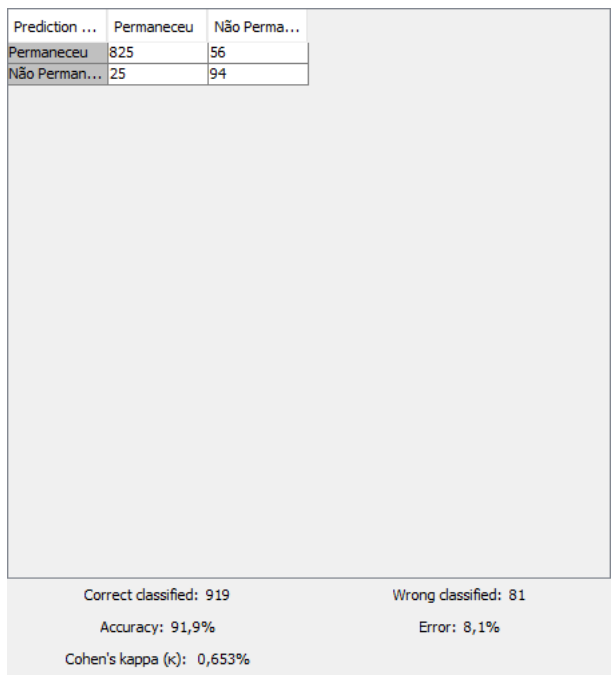 Prediction ... Permaneceu Não Perma...
Permaneceu 825 56
Não Perman... 25 94
Correct classified: 919 Wrong classified: 81
Accuracy: 91,9% Error: 8,1%
Cohen's kappa (κ): 0,653%